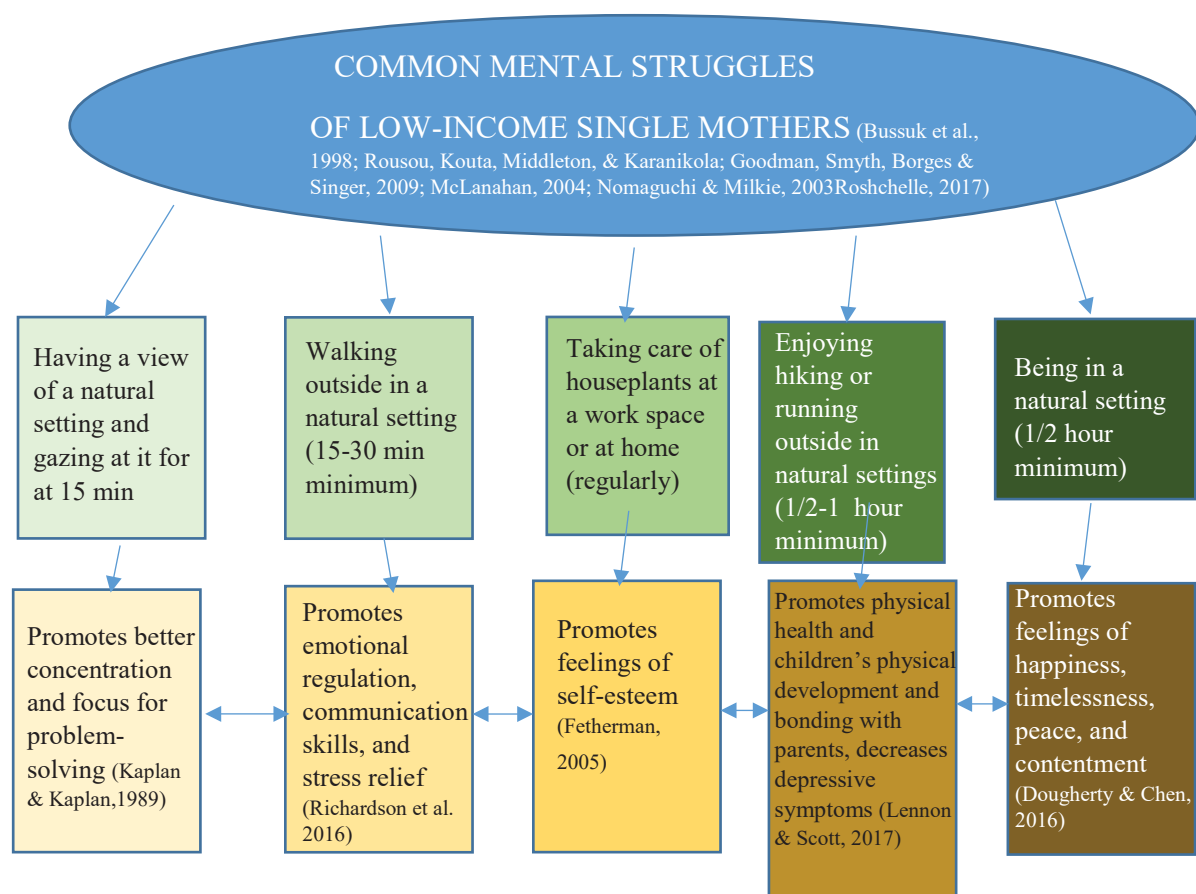 COMMON MENTAL STRUGGLES
OF LOW-INCOME SINGLE MOTHERS (Bussuk et al.,
1998; Rousou, Kouta, Middleton, & Karanikola; Goodman, Smyth, Borges &
Singer, 2009; McLanahan, 2004; Nomaguchi & Milkie, 2003Roshchelle, 2017)
Having a view
of a natural
setting and
gazing at it for
at 15 min
Walking
outside in a
natural setting
(15-30 min
minimum)
Taking care of
houseplants at
a work space
or at home
(regularly)
Enjoying
hiking or
running
outside in
natural settings
(1/2-1 hour
minimum)
Being in a
natural setting
(1/2 hour
minimum)
Promotes better
concentration
and focus for
problem-
solving (Kaplan
& Kaplan,1989)
Promotes
emotional
regulation,
communication
skills, and
stress relief
(Richardson et al.
2016)
Promotes
feelings of
self-esteem
(Fetherman,
2005)
Promotes physical
health and
children’s physical
development and
bonding with
parents, decreases
depressive
symptoms (Lennon
& Scott, 2017)
Promotes
feelings of
happiness,
timelessness,
peace, and
contentment
(Dougherty & Chen,
2016)